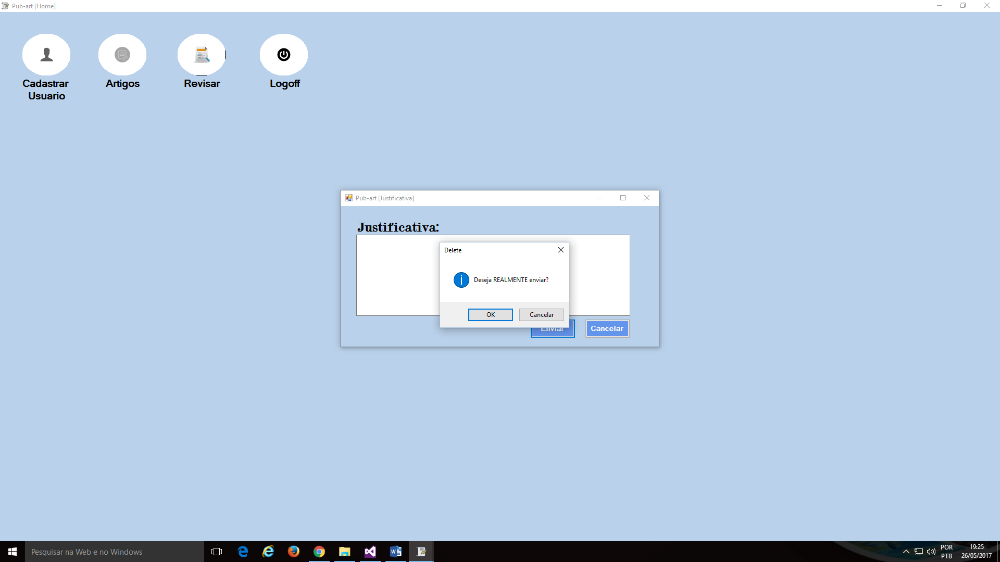 Pub-art [Home]
Cadastrar
Usuario
Artigos
Revisar
Logoff
Pub-art [Justificativa]
Justificativa:
Delete
Deseja REALMENTE enviar?
OK
Cancelar
Enviar
Cancelar
Pesquisar na Web e no Windows
POR
PTB
19:25
26/05/2017